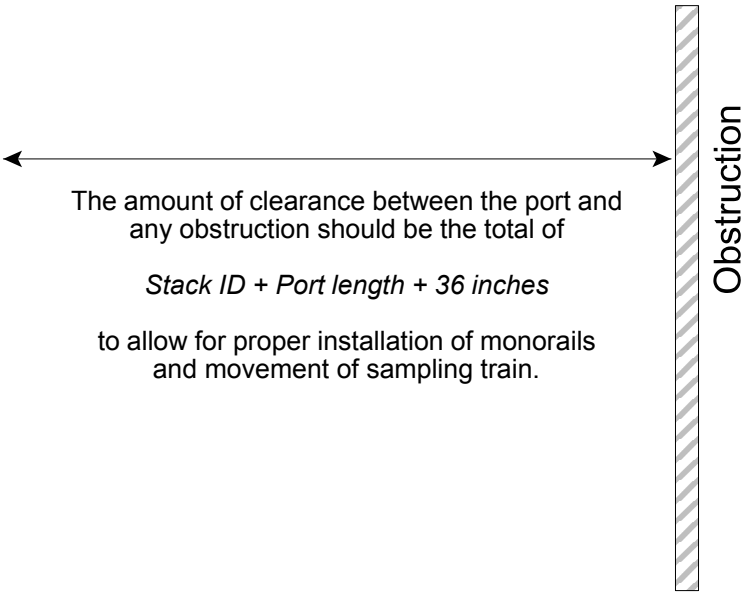 The amount of clearance between the port and
any obstruction should be the total of
Stack ID + Port length + 36 inches
to allow for proper installation of monorails
and movement of sampling train.
Obstruction